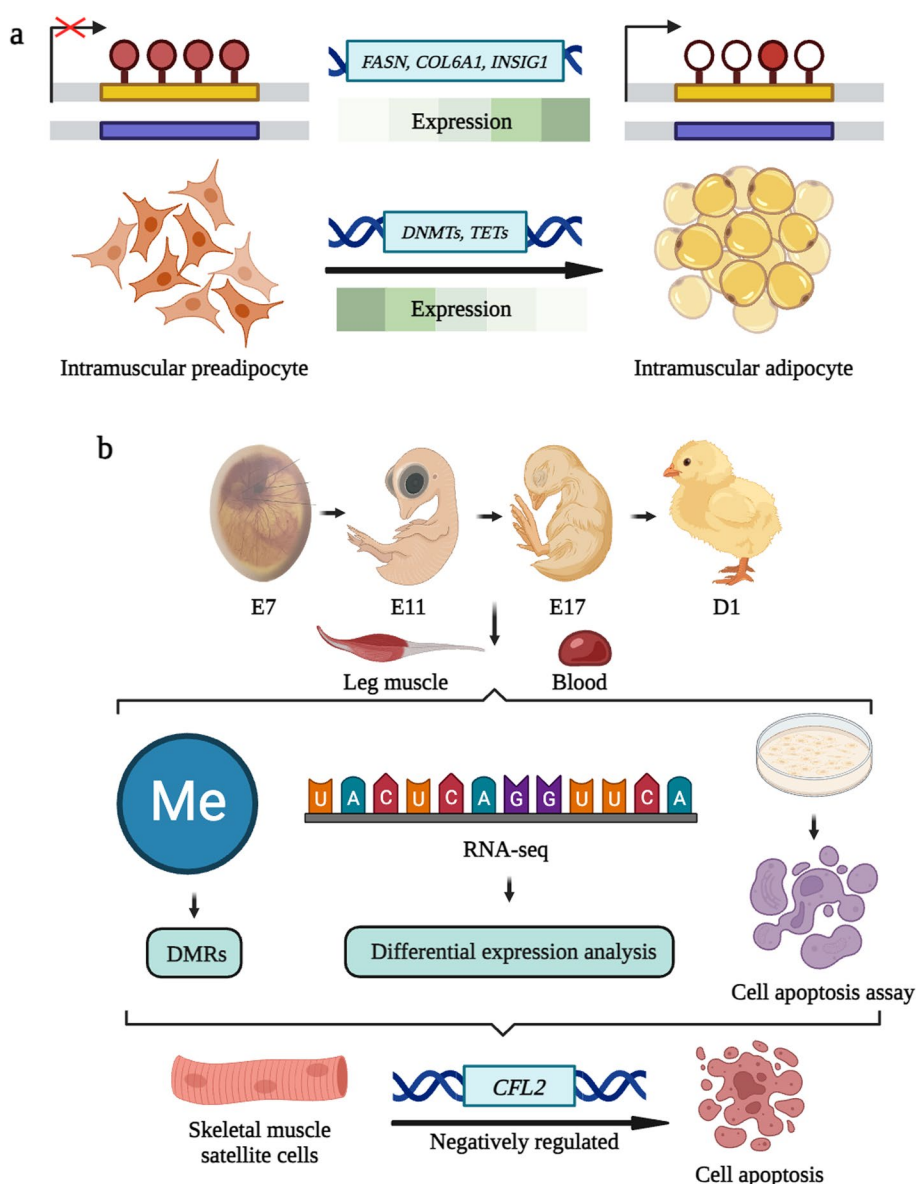 a
FASN, COL6A1, INSIG1
Expression
DNMTs, TETs
Expression
Intramuscular preadipocyte
Intramuscular adipocyte
b
E7
E11
E17
D1
Leg muscle
Blood
Me
U A C U C A G G U U C A
RNA-seq
DMRs
Differential expression analysis
Cell apoptosis assay
CFL2
Skeletal muscle
satellite cells
Negatively regulated
Cell apoptosis